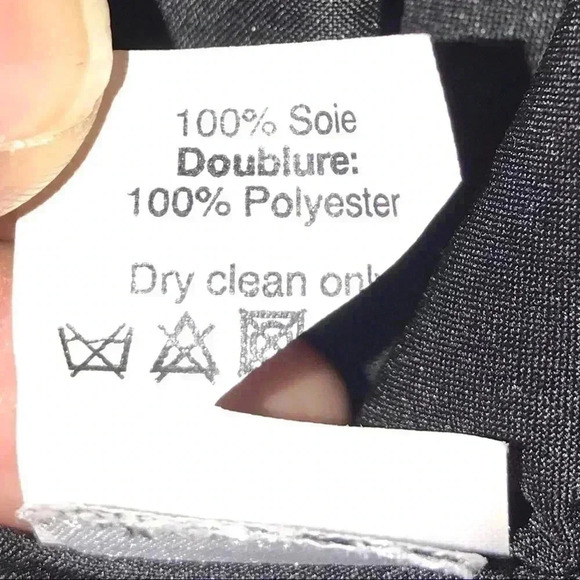 100% Soie
Doublure:
100% Polyester
Dry clean only